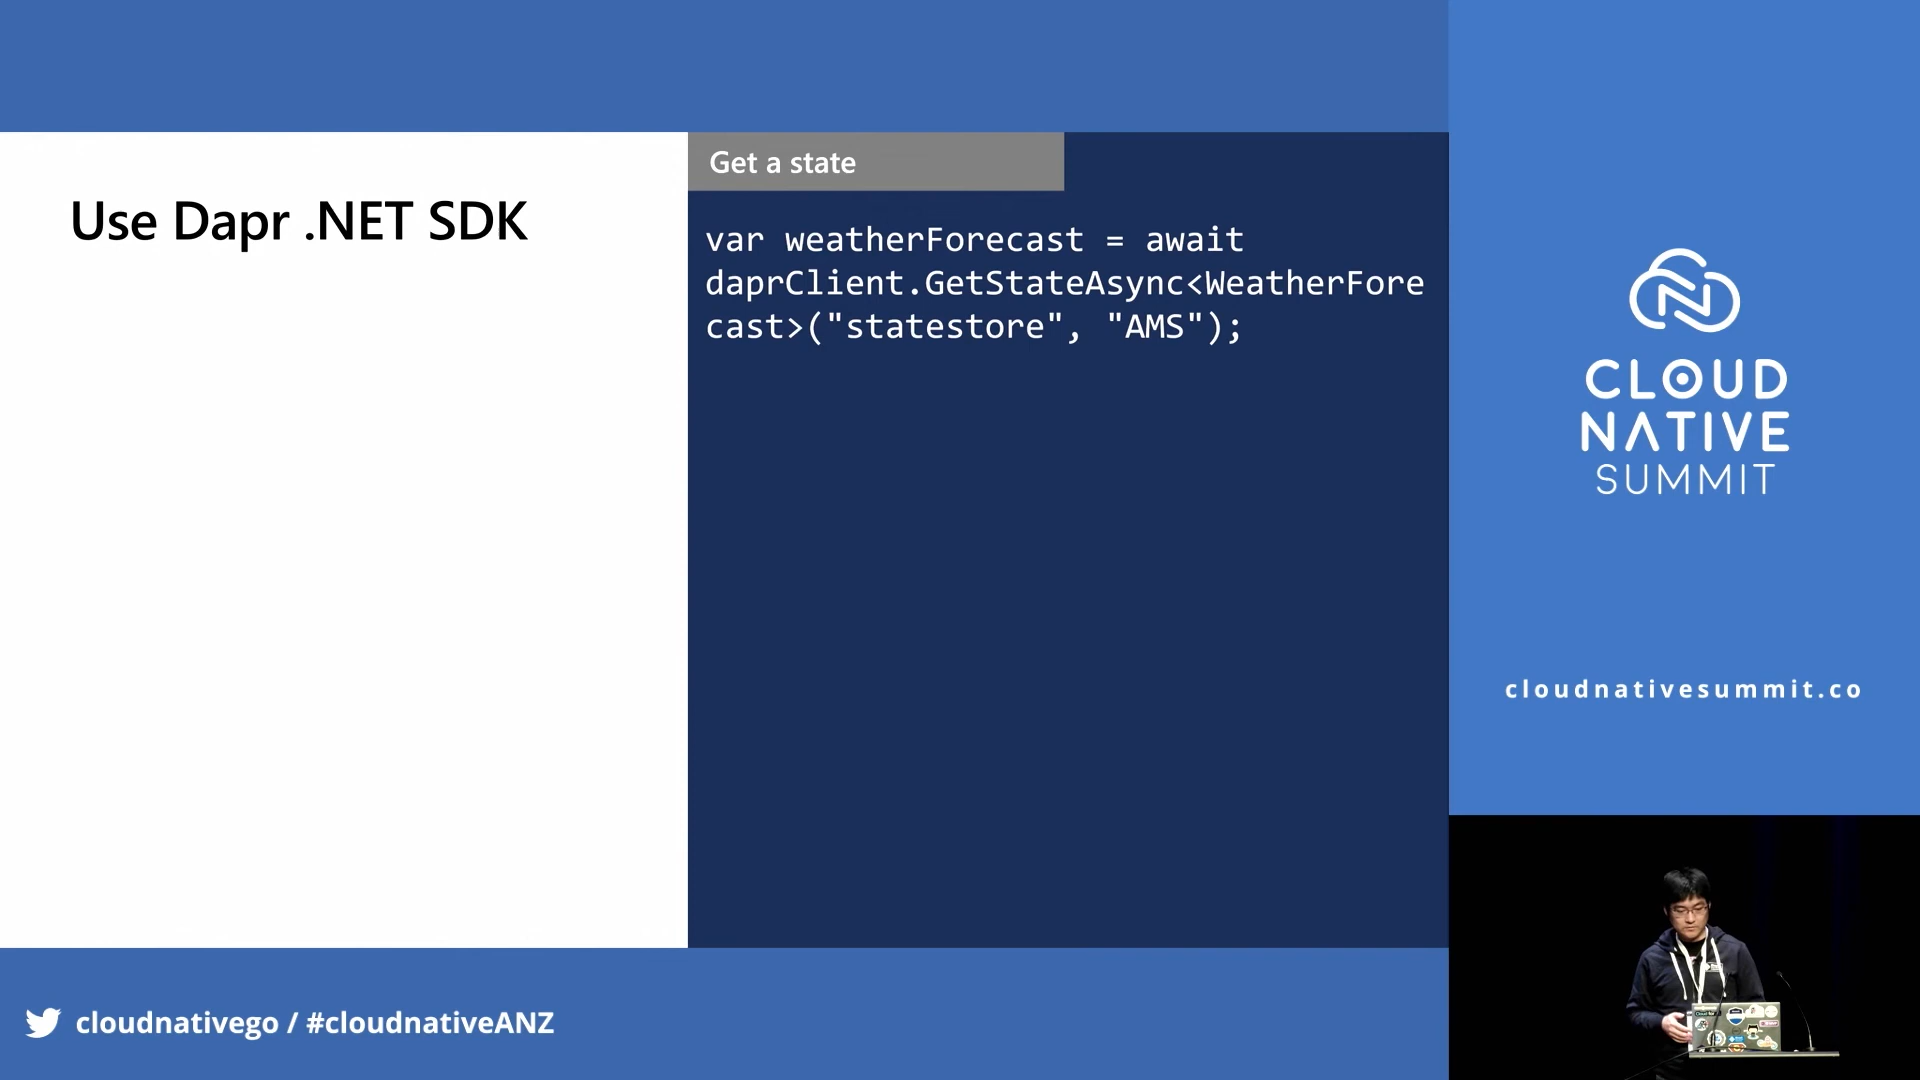 Use Dapr .NET SDK
Get a state
var weatherForecast = await
daprClient.GetStateAsync<WeatherFore
cast>("statestore", "AMS");
CLOUD
NATIVE
SUMMIT
cloudnativesummit.co
cloudnativego / #cloudnativeANZ